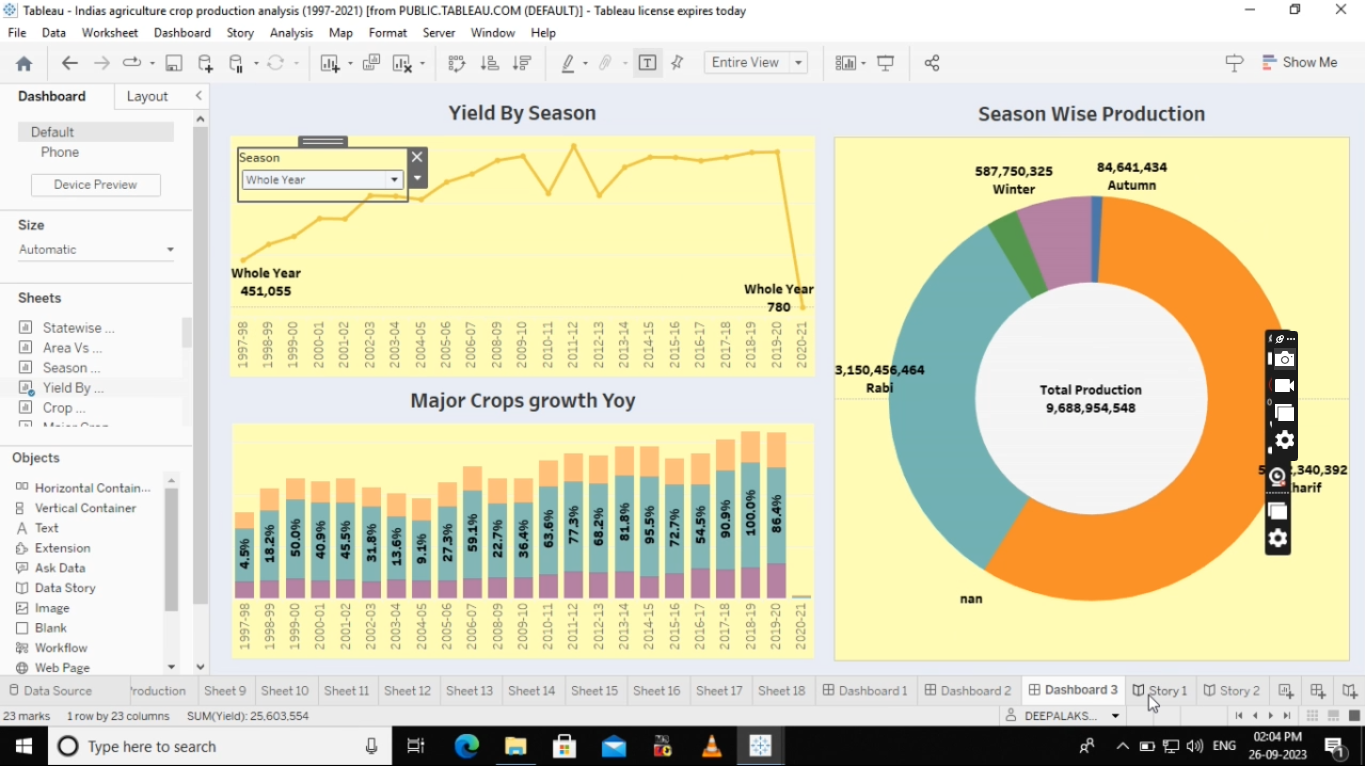 Tableau - Indias agriculture crop production analysis (1997-2021) [from PUBLIC.TABLEAU.COM (DEFAULT)] - Tableau license expires today
File Data Worksheet Dashboard Story Analysis Map Format Server Window Help
Entire View
Show Me
Dashboard Layout
Default
Phone
Device Preview
Size
Automatic
Sheets
Statewise ...
Area Vs ...
Season ...
Yield By ...
Crop ...
Objects
Horizontal Contain...
Vertical Container
Text
Extension
Ask Data
Data Story
Image
Blank
Workflow
Web Page
Yield By Season
Season
Whole Year
Whole Year
451,055
Whole Year
780
1997-98 1998-99 1999-00 2000-01 2001-02 2002-03 2003-04 2004-05 2005-06 2006-07 2007-08 2008-09 2009-10 2010-11 2011-12 2012-13 2013-14 2014-15 2015-16 2016-17 2017-18 2018-19 2019-20 2020-21
Major Crops growth Yoy
4.5% 18.2% 50.0% 40.9% 45.5% 31.8% 13.6% 9.1% 27.3% 59.1% 22.7% 36.4% 63.6% 77.3% 68.2% 81.8% 95.5% 72.7% 54.5% 90.9% 100.0% 86.4%
1997-98 1998-99 1999-00 2000-01 2001-02 2002-03 2003-04 2004-05 2005-06 2006-07 2007-08 2008-09 2009-10 2010-11 2011-12 2012-13 2013-14 2014-15 2015-16 2016-17 2017-18 2018-19 2019-20 2020-21
Season Wise Production
587,750,325
Winter
84,641,434
Autumn
3,150,456,464
Rabi
Total Production
9,688,954,548
340,392
harif
nan
Data Source roduction Sheet 9 Sheet 10 Sheet 11 Sheet 12 Sheet 13 Sheet 14 Sheet 15 Sheet 16 Sheet 17 Sheet 18 Dashboard 1 Dashboard 2 Dashboard 3 Story 1 Story 2
23 marks 1 row by 23 columns SUM(Yield): 25,603,554
DEEPALAKS...
Type here to search
ENG
02:04 PM
26-09-2023
1